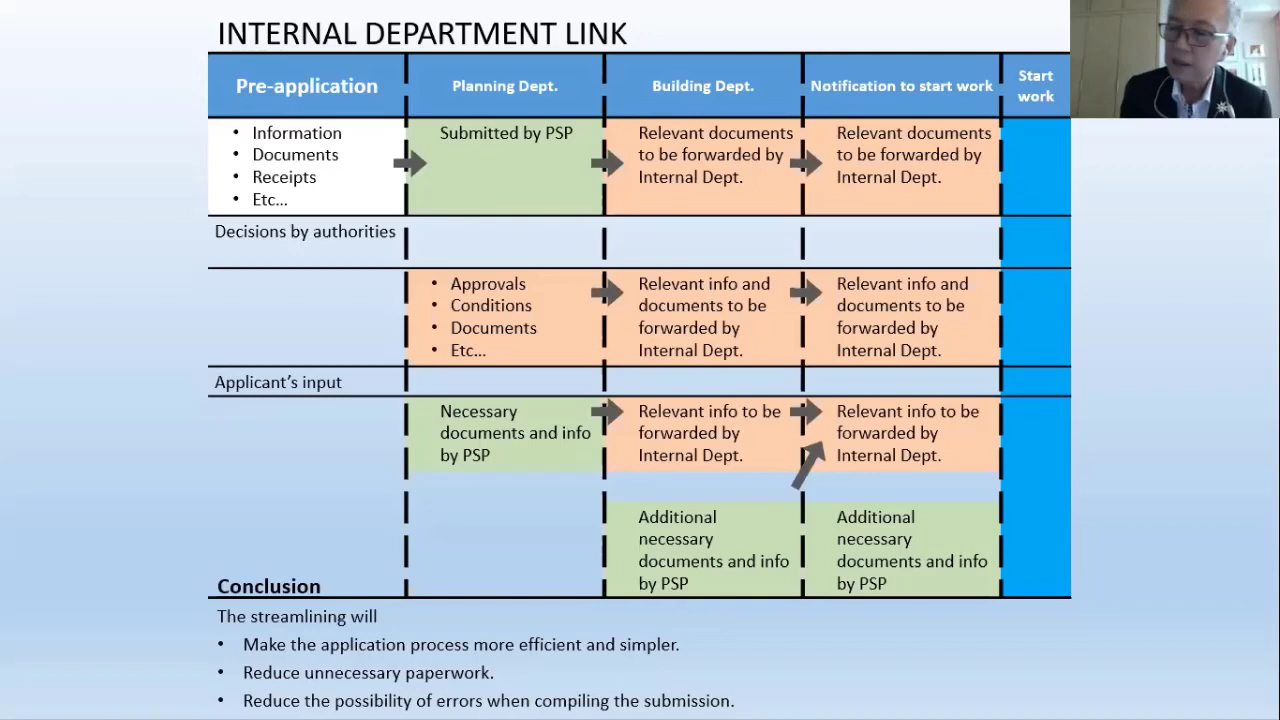 INTERNAL DEPARTMENT LINK
Pre-application
Planning Dept.
Building Dept.
Notification to start work
Start
work
• Information
• Documents
• Receipts
• Etc...
Submitted by PSP
Relevant documents
to be forwarded by
Internal Dept.
Relevant documents
to be forwarded by
Internal Dept.
Decisions by authorities
• Approvals
• Conditions
• Documents
• Etc...
Relevant info and
documents to be
forwarded by
Internal Dept.
Relevant info and
documents to be
forwarded by
Internal Dept.
Applicant's input
Necessary
documents and info
by PSP
Relevant info to be
forwarded by
Internal Dept.
Relevant info to be
forwarded by
Internal Dept.
Additional
necessary
documents and info
by PSP
Additional
necessary
documents and info
by PSP
Conclusion
The streamlining will
• Make the application process more efficient and simpler.
• Reduce unnecessary paperwork.
• Reduce the possibility of errors when compiling the submission.